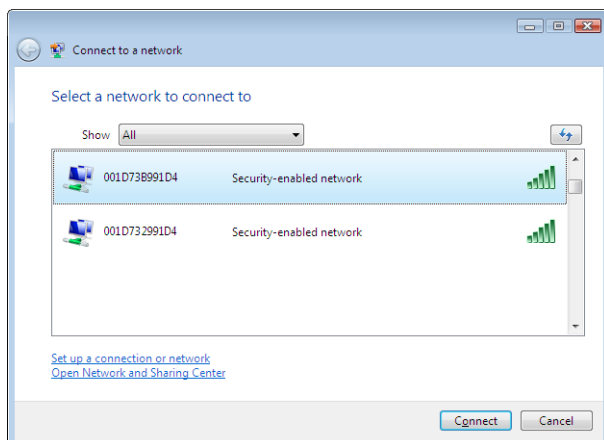 Connect to a network
Select a network to connect to
Show All
001D73B991D4 Security-enabled network
001D732991D4 Security-enabled network
Set up a connection or network
Open Network and Sharing Center
Connect Cancel